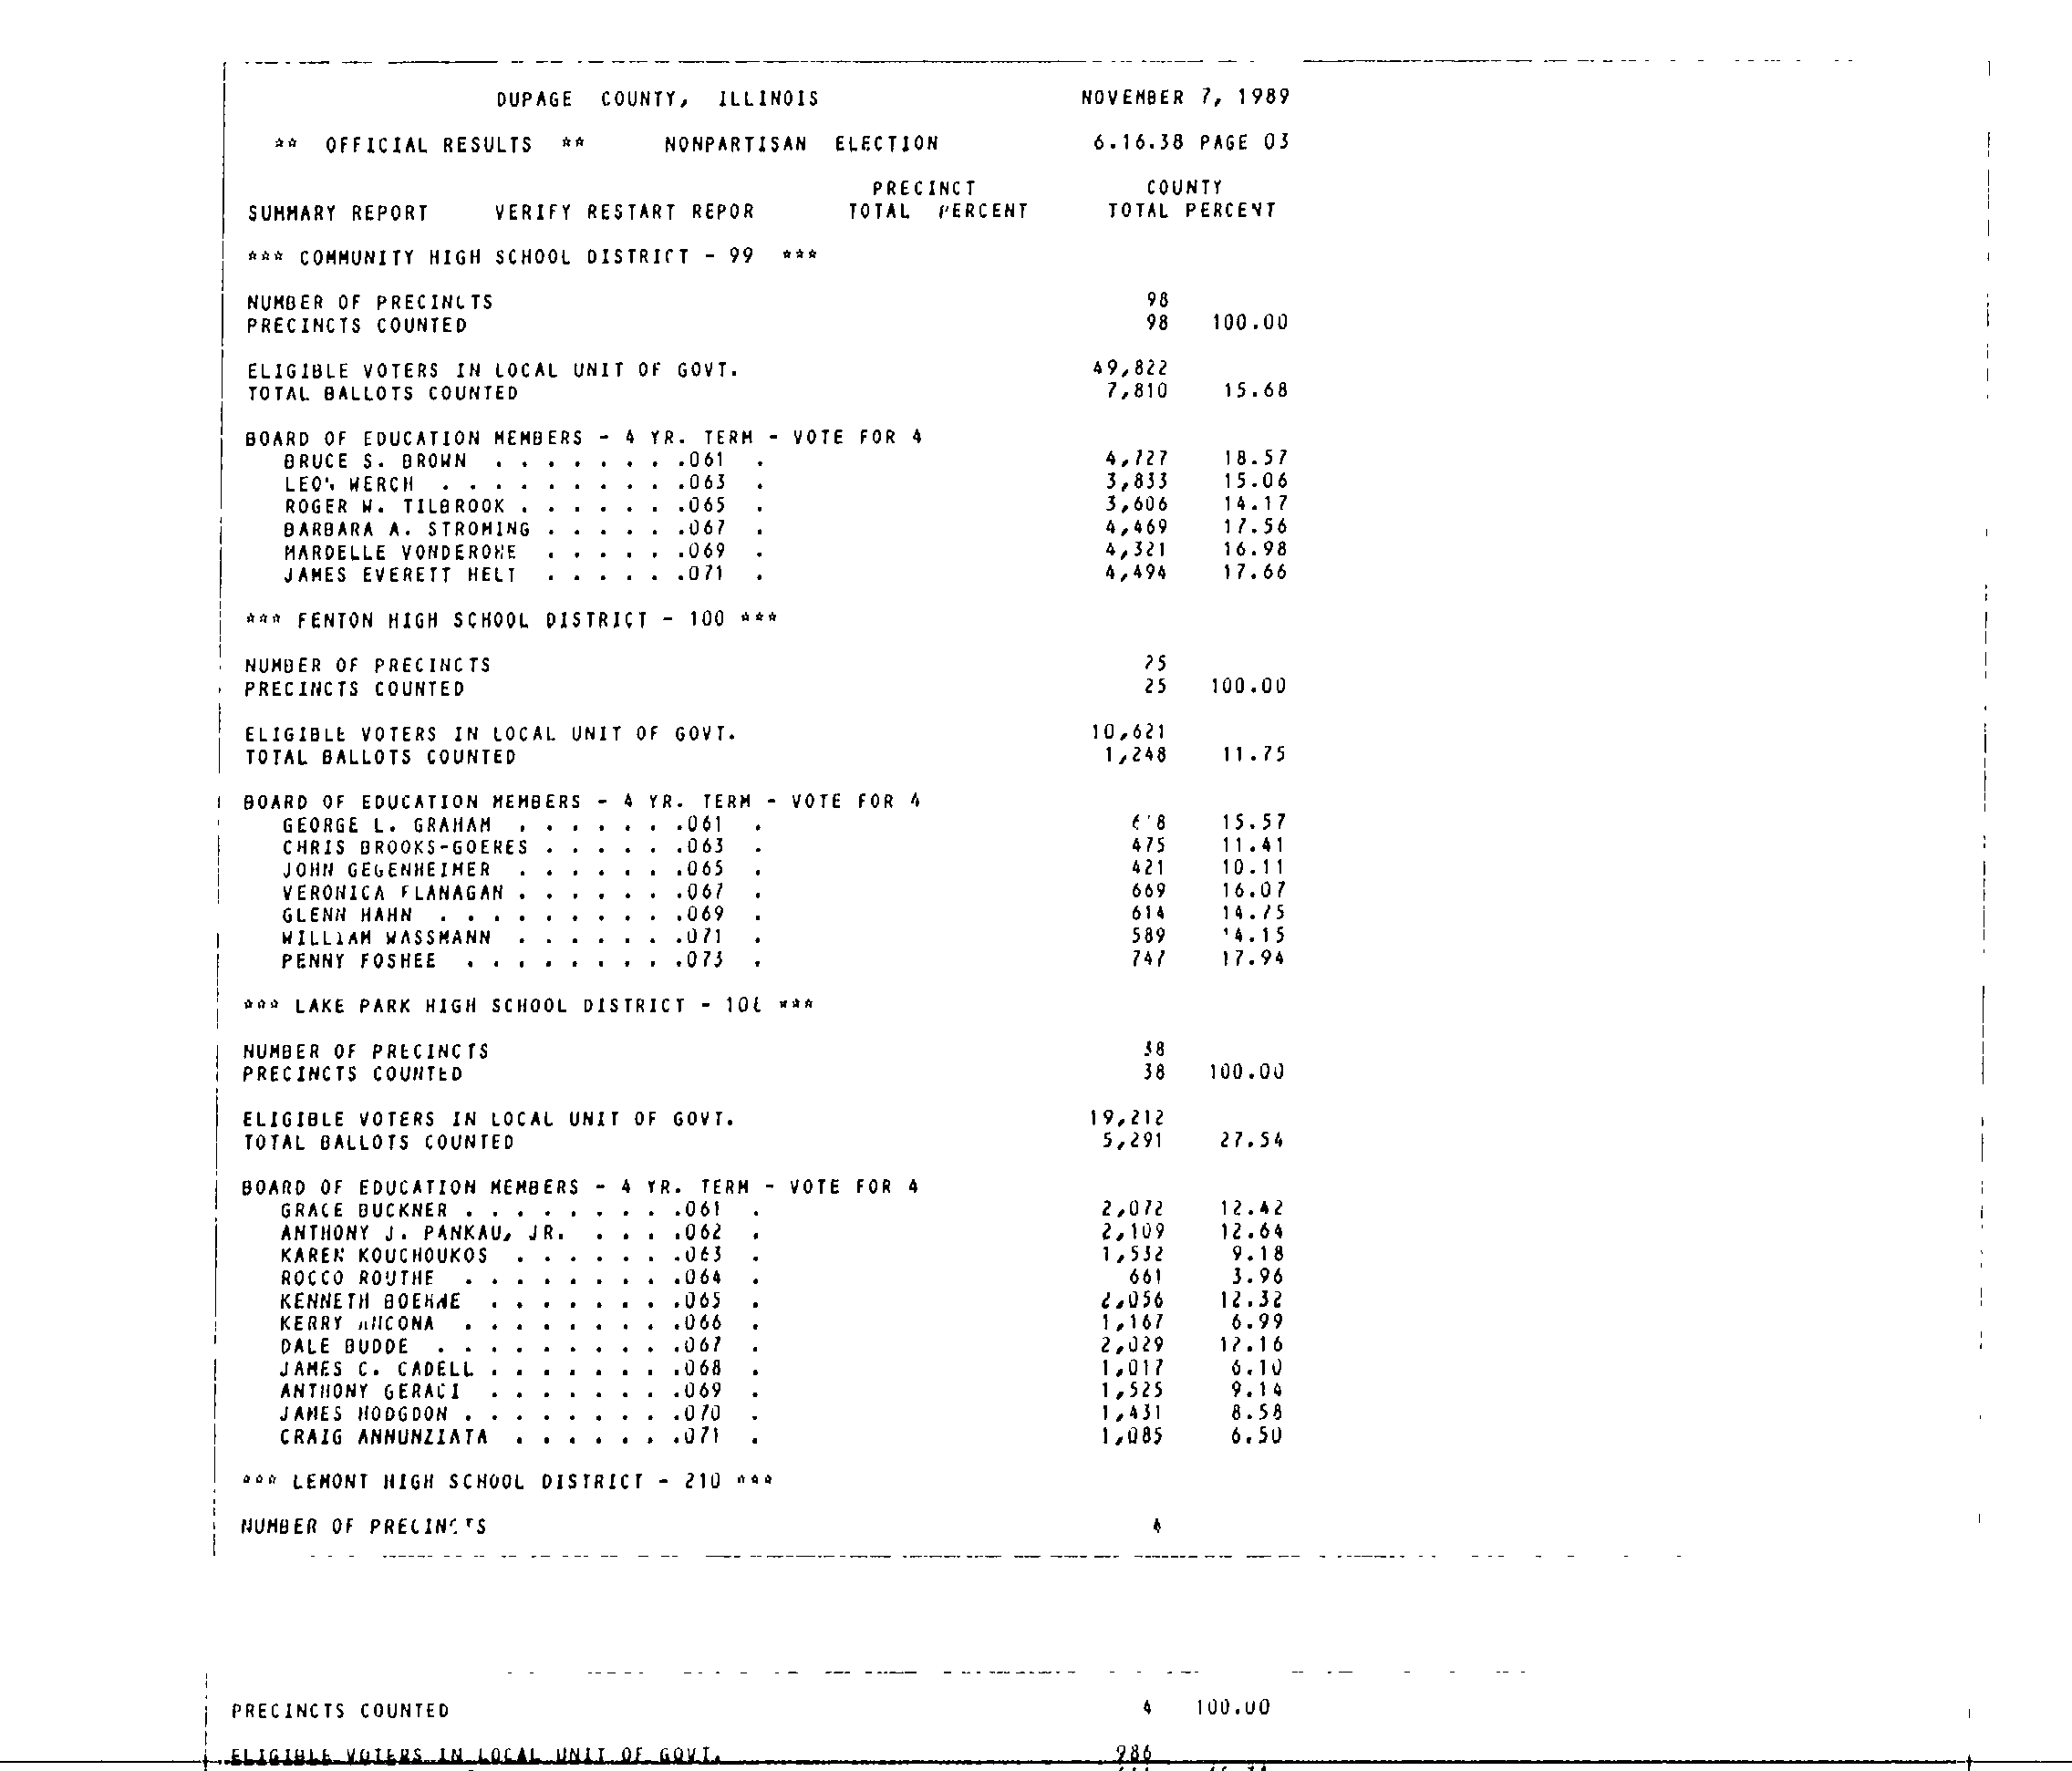 DUPAGE COUNTY, ILLINOIS NOVEMBER 7, 1989
** OFFICIAL RESULTS ** NONPARTISAN ELECTION 6.16.38 PAGE 03
PRECINCT COUNTY
SUMMARY REPORT VERIFY RESTART REPOR TOTAL PERCENT TOTAL PERCENT
*** COMMUNITY HIGH SCHOOL DISTRICT - 99 ***
NUMBER OF PRECINCTS 98
PRECINCTS COUNTED 98 100.00
ELIGIBLE VOTERS IN LOCAL UNIT OF GOVT. 49,822
TOTAL BALLOTS COUNTED 7,810 15.68
BOARD OF EDUCATION MEMBERS - 4 YR. TERM - VOTE FOR 4
BRUCE S. BROWN . . . . . . . .061 . 4,727 18.57
LEON WERCH . . . . . . . . . .063 . 3,833 15.06
ROGER W. TILBROOK . . . . . . .065 . 3,606 14.17
BARBARA A. STROMING . . . . . .067 . 4,469 17.56
MARDELLE VONDEROHE . . . . . .069 . 4,321 16.98
JAMES EVERETT HELT . . . . . .071 . 4,494 17.66
*** FENTON HIGH SCHOOL DISTRICT - 100 ***
NUMBER OF PRECINCTS 25
PRECINCTS COUNTED 25 100.00
ELIGIBLE VOTERS IN LOCAL UNIT OF GOVT. 10,621
TOTAL BALLOTS COUNTED 1,248 11.75
BOARD OF EDUCATION MEMBERS - 4 YR. TERM - VOTE FOR 4
GEORGE L. GRAHAM . . . . . . .061 . 15.57
CHRIS BROOKS-GOERES . . . . . .063 . 475 11.41
JOHN GEGENHEIMER . . . . . . .065 . 421 10.11
VERONICA FLANAGAN . . . . . . .067 . 669 16.07
GLENN HAHN . . . . . . . . . .069 . 614 14.75
WILLIAM WASSMANN . . . . . . .071 . 589 14.15
PENNY FOSHEE . . . . . . . . .073 . 747 17.94
*** LAKE PARK HIGH SCHOOL DISTRICT - 108 ***
NUMBER OF PRECINCTS 38
PRECINCTS COUNTED 38 100.00
ELIGIBLE VOTERS IN LOCAL UNIT OF GOVT. 19,212
TOTAL BALLOTS COUNTED 5,291 27.54
BOARD OF EDUCATION MEMBERS - 4 YR. TERM - VOTE FOR 4
GRACE BUCKNER . . . . . . . . .061 . 2,072 12.42
ANTHONY J. PANKAU, JR. . . . .062 . 2,109 12.64
KAREN KOUCHOUKOS . . . . . . .063 . 1,532 9.18
ROCCO ROUTHE . . . . . . . . .064 . 661 3.96
KENNETH BOEHNE . . . . . . . .065 . 2,056 12.32
KERRY ANCONA . . . . . . . . .066 . 1,167 6.99
DALE BUDDE . . . . . . . . . .067 . 2,029 12.16
JAMES C. CADELL . . . . . . . .068 . 1,017 6.10
ANTHONY GERACI . . . . . . . .069 . 1,525 9.14
JAMES HODGDON . . . . . . . . .070 . 1,431 8.58
CRAIG ANNUNZIATA . . . . . . .071 . 1,085 6.50
*** LEMONT HIGH SCHOOL DISTRICT - 210 ***
NUMBER OF PRECINCTS 4
PRECINCTS COUNTED 4 100.00
ELIGIBLE VOTERS IN LOCAL UNIT OF GOVT. 986